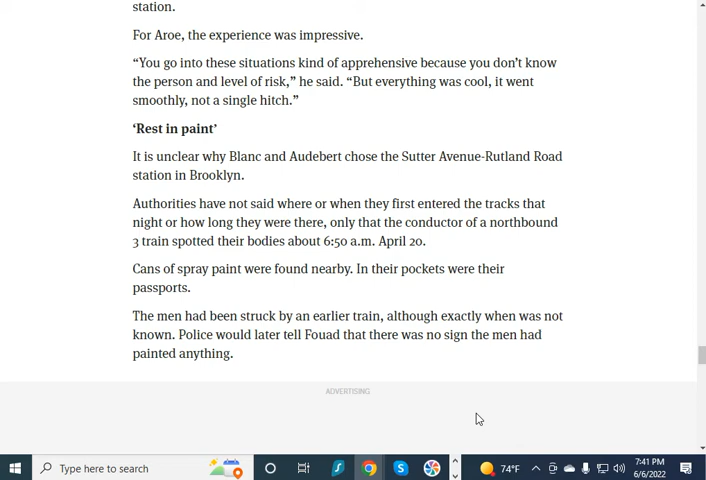 station.
For Aroe, the experience was impressive.
“You go into these situations kind of apprehensive because you don’t know
the person and level of risk,” he said. “But everything was cool, it went
smoothly, not a single hitch.”
‘Rest in paint’
It is unclear why Blanc and Audebert chose the Sutter Avenue-Rutland Road
station in Brooklyn.
Authorities have not said where or when they first entered the tracks that
night or how long they were there, only that the conductor of a northbound
3 train spotted their bodies about 6:50 a.m. April 20.
Cans of spray paint were found nearby. In their pockets were their
passports.
The men had been struck by an earlier train, although exactly when was not
known. Police would later tell Fouad that there was no sign the men had
painted anything.
ADVERTISING
Type here to search
74°F
7:41 PM
6/6/2022